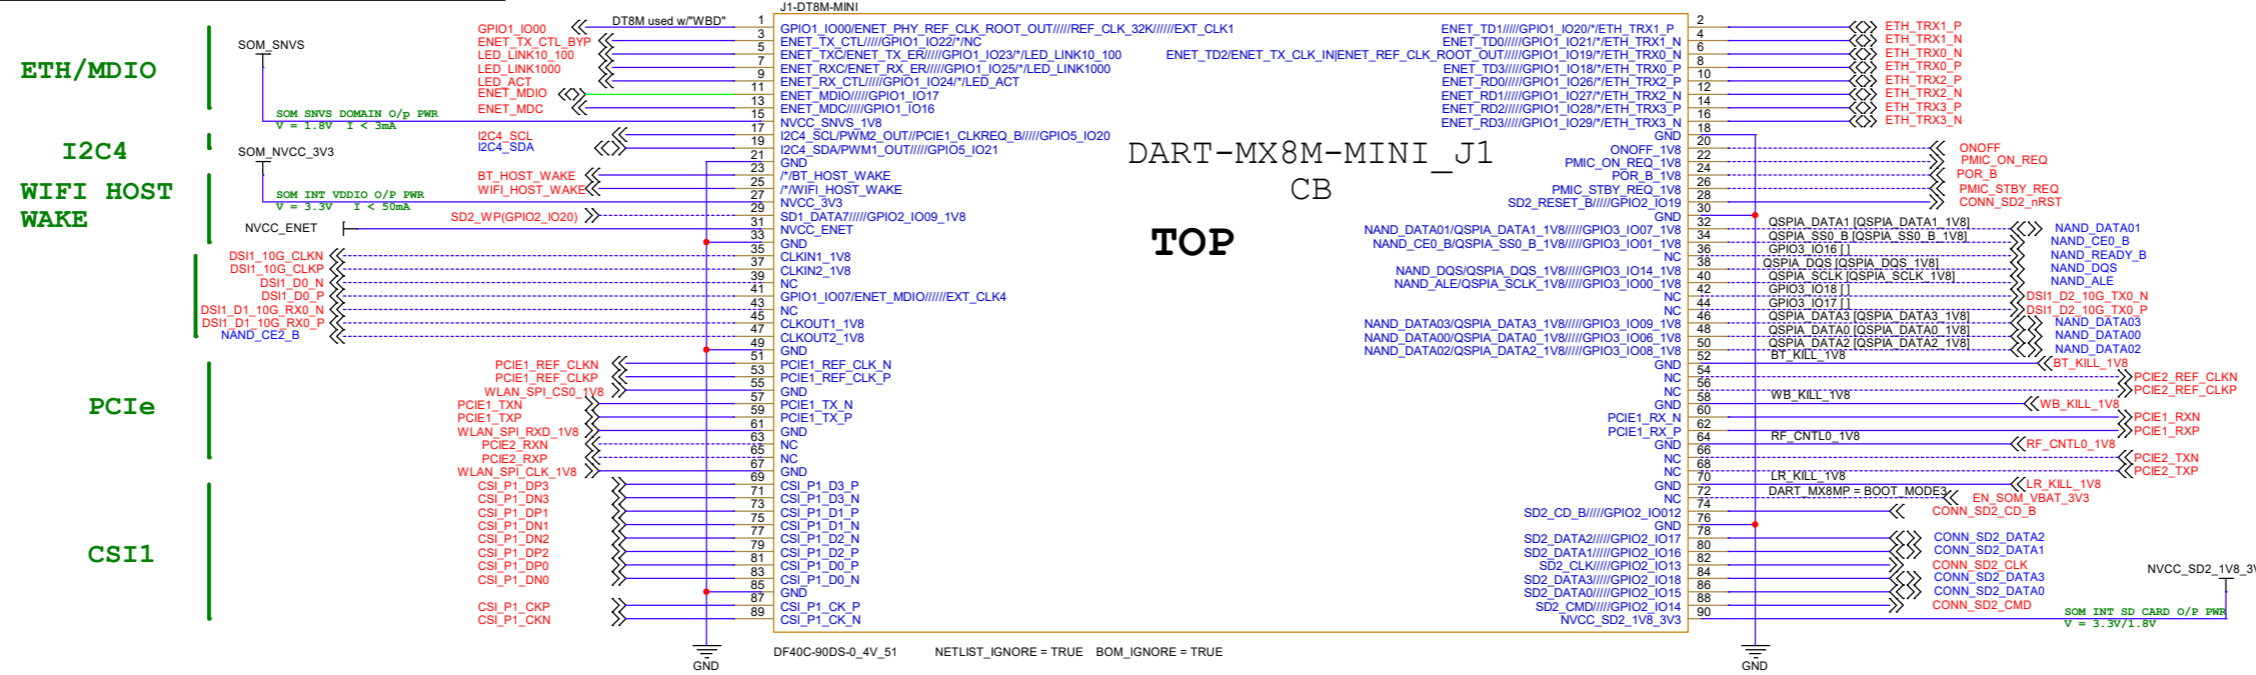 J1-DT8M-MINI
ETH/MDIO
I2C4
WIFI HOST
WAKE
PCIe
CSI1
SOM_SNVS
SOM SNVS DOMAIN O/p PWR
V = 1.8V I < 3mA
SOM_NVCC_3V3
SOM INT VDDIO O/P PWR
V = 3.3V I < 50mA
NVCC_ENET
GPIO1_IO00 DT8M used w/"WBD" 1 GPIO1_IO00/ENET_PHY_REF_CLK_ROOT_OUT/////REF_CLK_32K//////EXT_CLK1
ENET_TX_CTL_BYP 3 ENET_TX_CTL/////GPIO1_IO22/*/NC
LED_LINK10_100 5 ENET_TXC/ENET_TX_ER/////GPIO1_IO23/*/LED_LINK10_100
LED_LINK1000 7 ENET_RXC/ENET_RX_ER/////GPIO1_IO25/*/LED_LINK1000
LED_ACT 9 ENET_RX_CTL/////GPIO1_IO24/*/LED_ACT
ENET_MDIO 11 ENET_MDIO/////GPIO1_IO17
ENET_MDC 13 ENET_MDC/////GPIO1_IO16
15 NVCC_SNVS_1V8
I2C4_SCL 17 I2C4_SCL/PWM2_OUT//PCIE1_CLKREQ_B/////GPIO5_IO20
I2C4_SDA 19 I2C4_SDA/PWM1_OUT/////GPIO5_IO21
21 GND
BT_HOST_WAKE 23 /*/BT_HOST_WAKE
WIFI_HOST_WAKE 25 /*/WIFI_HOST_WAKE
27 NVCC_3V3
SD2_WP(GPIO2_IO20) 29 SD1_DATA7/////GPIO2_IO09_1V8
31 NVCC_ENET
33 GND
DSI1_10G_CLKN 35 CLKIN1_1V8
DSI1_10G_CLKP 37 CLKIN2_1V8
DSI1_D0_N 39 NC
DSI1_D0_P 41 GPIO1_IO07/ENET_MDIO//////EXT_CLK4
DSI1_D1_10G_RX0_N 43 NC
DSI1_D1_10G_RX0_P 45 CLKOUT1_1V8
NAND_CE2_B 47 CLKOUT2_1V8
49 GND
PCIE1_REF_CLKN 51 PCIE1_REF_CLK_N
PCIE1_REF_CLKP 53 PCIE1_REF_CLK_P
WLAN_SPI_CS0_1V8 55 GND
PCIE1_TXN 57 PCIE1_TX_N
PCIE1_TXP 59 PCIE1_TX_P
WLAN_SPI_RXD_1V8 61 GND
PCIE2_RXN 63 NC
PCIE2_RXP 65 NC
WLAN_SPI_CLK_1V8 67 GND
CSI_P1_DP3 69 CSI_P1_D3_P
CSI_P1_DN3 71 CSI_P1_D3_N
CSI_P1_DP1 73 CSI_P1_D1_P
CSI_P1_DN1 75 CSI_P1_D1_N
CSI_P1_DN2 77 CSI_P1_D2_N
CSI_P1_DP2 79 CSI_P1_D2_P
CSI_P1_DP0 81 CSI_P1_D0_P
CSI_P1_DN0 83 CSI_P1_D0_N
85 GND
CSI_P1_CKP 87 CSI_P1_CK_P
CSI_P1_CKN 89 CSI_P1_CK_N
GND
DART-MX8M-MINI_J1
CB
TOP
ENET_TD1/////GPIO1_IO20/*/ETH_TRX1_P 2 ETH_TRX1_P
ENET_TD0/////GPIO1_IO21/*/ETH_TRX1_N 4 ETH_TRX1_N
ENET_TD2/ENET_TX_CLK_IN|ENET_REF_CLK_ROOT_OUT/////GPIO1_IO19/*/ETH_TRX0_N 6 ETH_TRX0_N
ENET_TD3/////GPIO1_IO18/*/ETH_TRX0_P 8 ETH_TRX0_P
ENET_RD0/////GPIO1_IO26/*/ETH_TRX2_P 10 ETH_TRX2_P
ENET_RD1/////GPIO1_IO27/*/ETH_TRX2_N 12 ETH_TRX2_N
ENET_RD2/////GPIO1_IO28/*/ETH_TRX3_P 14 ETH_TRX3_P
ENET_RD3/////GPIO1_IO29/*/ETH_TRX3_N 16 ETH_TRX3_N
GND 18
ONOFF_1V8 20 ONOFF
PMIC_ON_REQ_1V8 22 PMIC_ON_REQ
POR_B_1V8 24 POR_B
PMIC_STBY_REQ_1V8 26 PMIC_STBY_REQ
SD2_RESET_B/////GPIO2_IO19 28 CONN_SD2_nRST
GND 30
NAND_DATA01/QSPIA_DATA1_1V8/////GPIO3_IO07_1V8 32 QSPIA_DATA1 [QSPIA_DATA1_1V8] NAND_DATA01
NAND_CE0_B/QSPIA_SS0_B_1V8/////GPIO3_IO01_1V8 34 QSPIA_SS0_B [QSPIA_SS0_B_1V8] NAND_CE0_B
NC 36 GPIO3_IO16 [ ] NAND_READY_B
NAND_DQS/QSPIA_DQS_1V8/////GPIO3_IO14_1V8 38 QSPIA_DQS [QSPIA_DQS_1V8] NAND_DQS
NAND_ALE/QSPIA_SCLK_1V8/////GPIO3_IO00_1V8 40 QSPIA_SCLK [QSPIA_SCLK_1V8] NAND_ALE
NC 42 GPIO3_IO18 [ ] DSI1_D2_10G_TX0_N
NC 44 GPIO3_IO17 [ ] DSI1_D2_10G_TX0_P
NAND_DATA03/QSPIA_DATA3_1V8/////GPIO3_IO09_1V8 46 QSPIA_DATA3 [QSPIA_DATA3_1V8] NAND_DATA03
NAND_DATA00/QSPIA_DATA0_1V8/////GPIO3_IO06_1V8 48 QSPIA_DATA0 [QSPIA_DATA0_1V8] NAND_DATA00
NAND_DATA02/QSPIA_DATA2_1V8/////GPIO3_IO08_1V8 50 QSPIA_DATA2 [QSPIA_DATA2_1V8] NAND_DATA02
GND 52 BT_KILL_1V8 BT_KILL_1V8
NC 54 PCIE2_REF_CLKN
NC 56 PCIE2_REF_CLKP
GND 58 WB_KILL_1V8 WB_KILL_1V8
PCIE1_RX_N 60 PCIE1_RXN
PCIE1_RX_P 62 PCIE1_RXP
GND 64 RF_CNTL0_1V8 RF_CNTL0_1V8
NC 66 PCIE2_TXN
NC 68 PCIE2_TXP
GND 70 LR_KILL_1V8 LR_KILL_1V8
NC 72 DART_MX8MP = BOOT_MODE3 EN_SOM_VBAT_3V3
SD2_CD_B/////GPIO2_IO012 74 CONN_SD2_CD_B
GND 76
SD2_DATA2/////GPIO2_IO17 78 CONN_SD2_DATA2
SD2_DATA1/////GPIO2_IO16 80 CONN_SD2_DATA1
SD2_CLK/////GPIO2_IO13 82 CONN_SD2_CLK
SD2_DATA3/////GPIO2_IO18 84 CONN_SD2_DATA3
SD2_DATA0/////GPIO2_IO15 86 CONN_SD2_DATA0
SD2_CMD/////GPIO2_IO14 88 CONN_SD2_CMD
NVCC_SD2_1V8_3V3 90
NVCC_SD2_1V8_3V
SOM INT SD CARD O/P PWR
V = 3.3V/1.8V
GND
DF40C-90DS-0_4V_51 NETLIST_IGNORE = TRUE BOM_IGNORE = TRUE